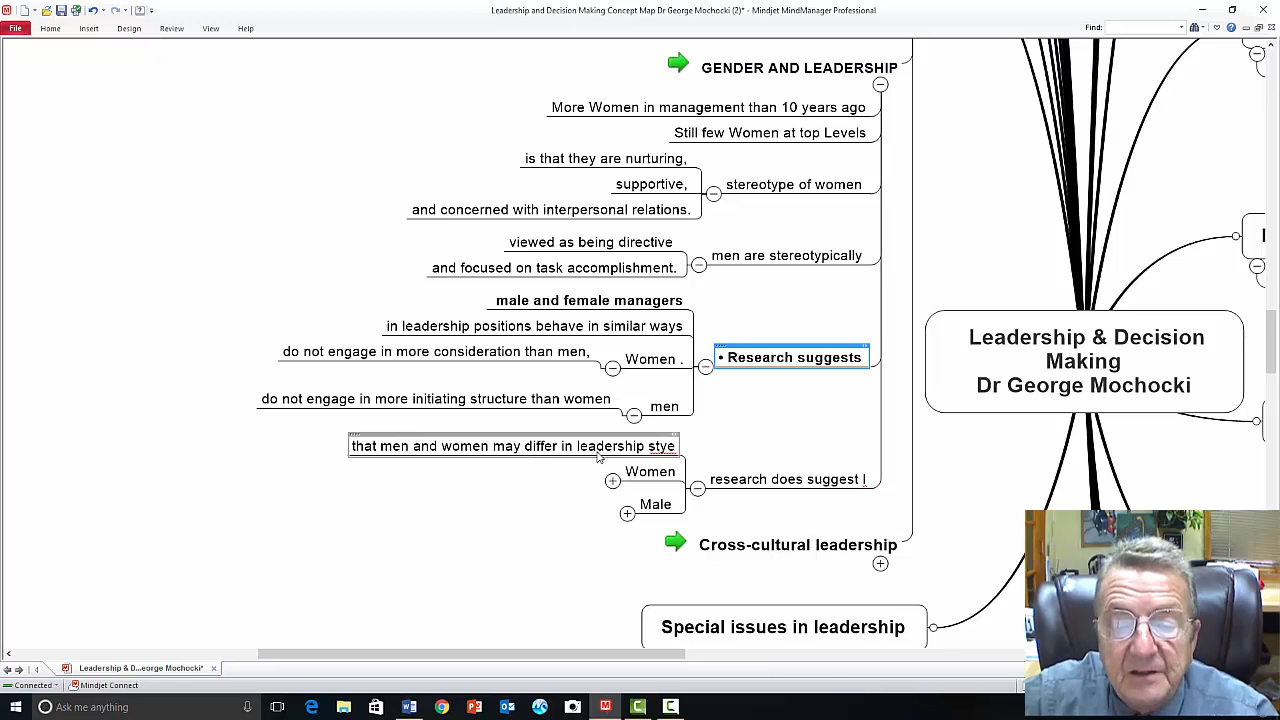 Leadership and Decision Making Concept Map Dr George Mochocki (2)* - Mindjet MindManager Professional
File Home Insert Design Review View Help
Find:
GENDER AND LEADERSHIP
More Women in management than 10 years ago
Still few Women at top Levels
is that they are nurturing,
supportive,
stereotype of women
and concerned with interpersonal relations.
viewed as being directive
men are stereotypically
and focused on task accomplishment.
male and female managers
in leadership positions behave in similar ways
do not engage in more consideration than men,
Women .
• Research suggests
do not engage in more initiating structure than women
men
that men and women may differ in leadership stye
Women
research does suggest l
Male
Cross-cultural leadership
Leadership & Decision
Making
Dr George Mochocki
Special issues in leadership
Leadership & D...eorge Mochocki*
Connected
Mindjet Connect
Ask me anything